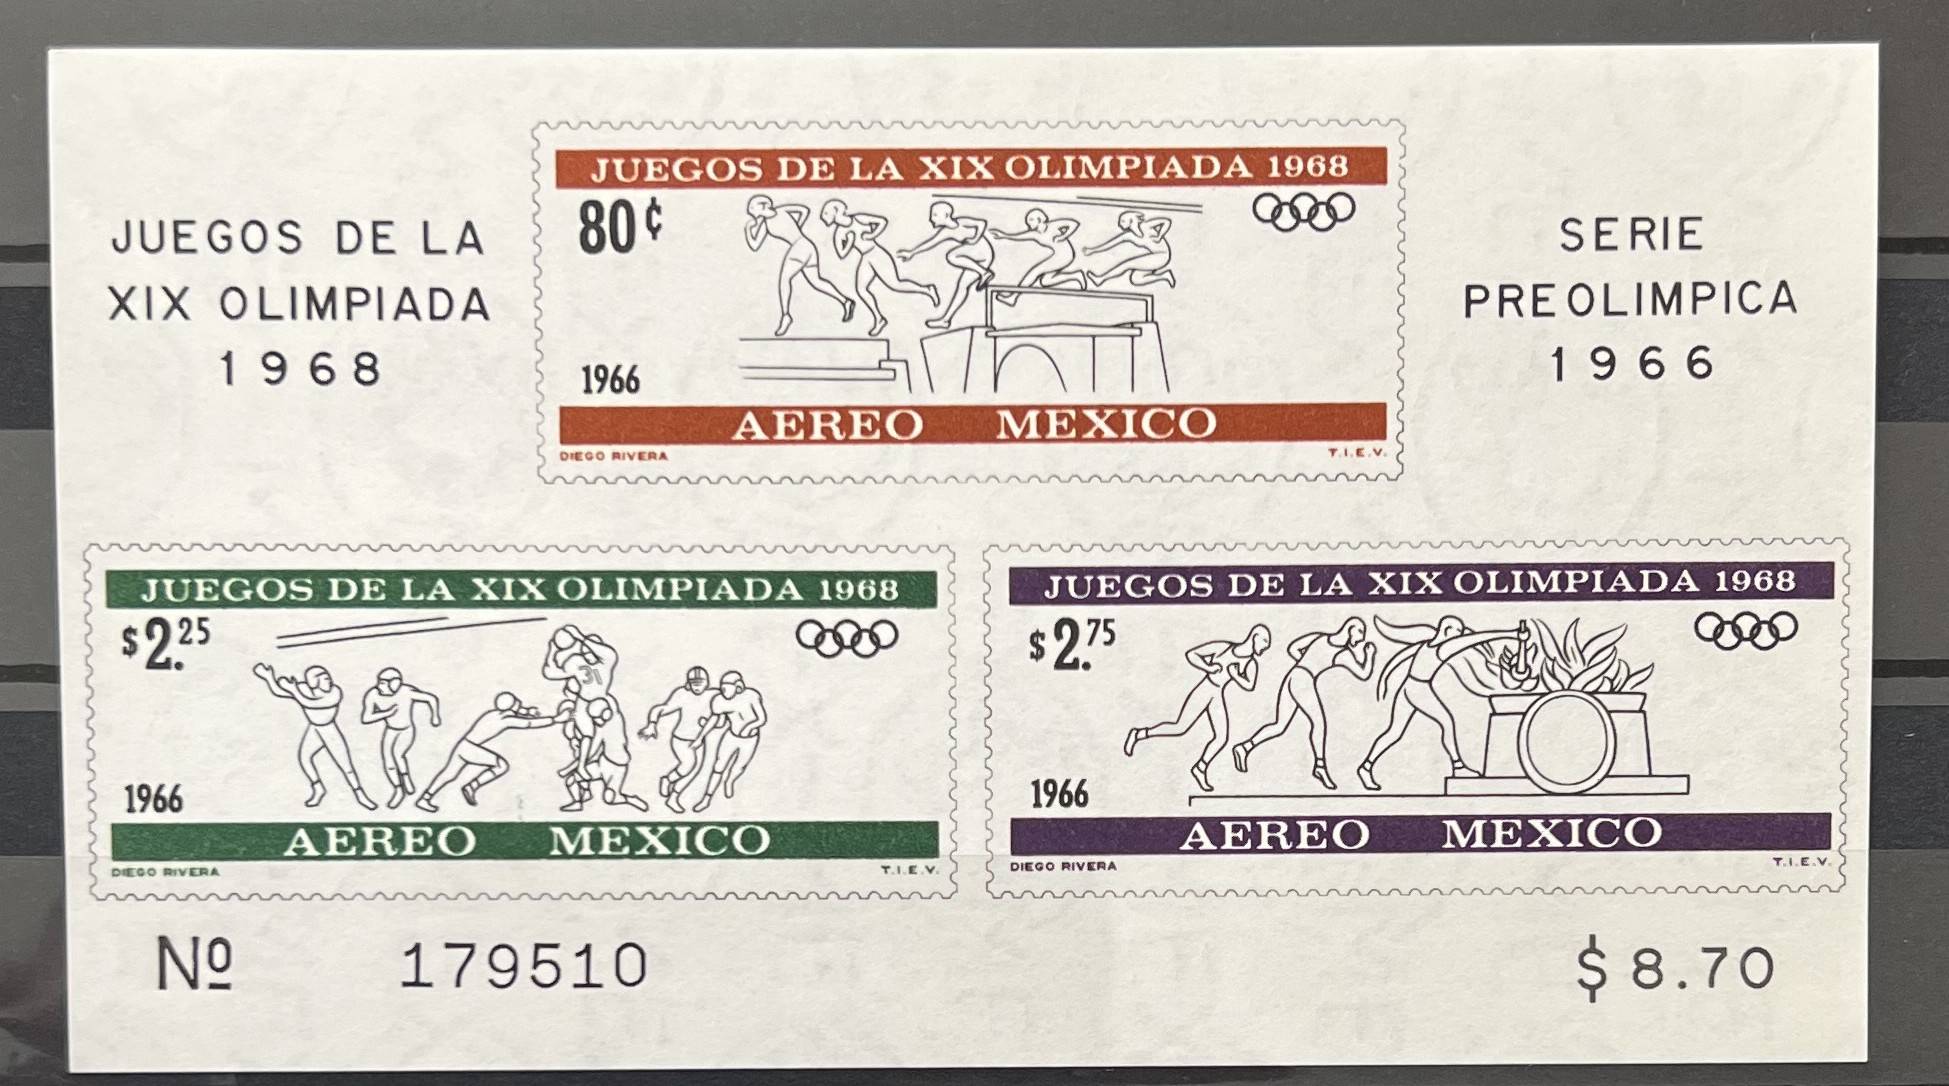 JUEGOS DE LA
XIX OLIMPIADA
1968
JUEGOS DE LA XIX OLIMPIADA 1968
80¢
1966
AEREO MEXICO
DIEGO RIVERA T.I.E.V.
SERIE
PREOLIMPICA
1966
JUEGOS DE LA XIX OLIMPIADA 1968
$2.25
31
1966
AEREO MEXICO
DIEGO RIVERA T.I.E.V.
JUEGOS DE LA XIX OLIMPIADA 1968
$2.75
1966
AEREO MEXICO
DIEGO RIVERA T.I.E.V.
Nº 179510 $8.70